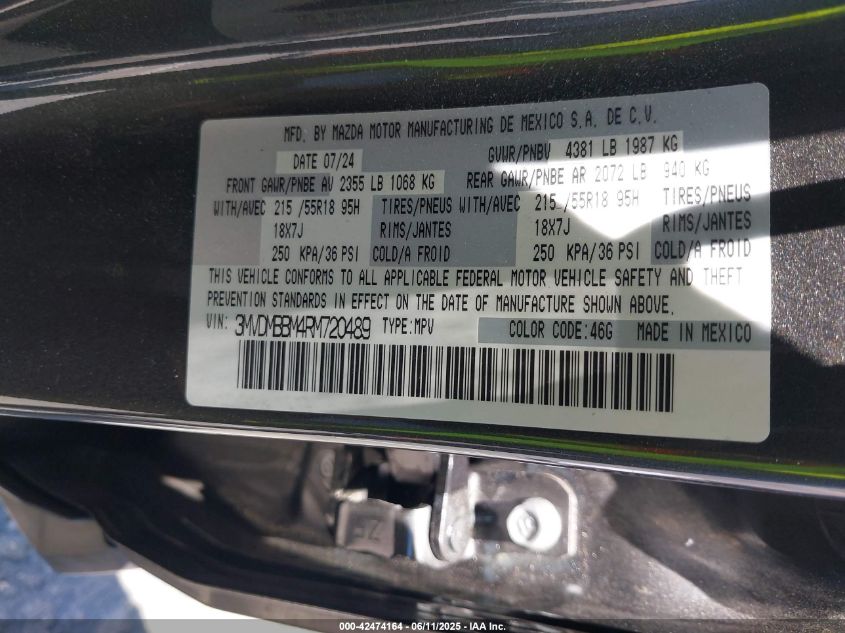 MFD. BY MAZDA MOTOR MANUFACTURING DE MEXICO S.A. DE C.V.
DATE 07/24 GVWR/PNBV 4381 LB 1987 KG
FRONT GAWR/PNBE AV 2355 LB 1068 KG REAR GAWR/PNBE AR 2072 LB 940 KG
WITH/AVEC 215 /55R18 95H TIRES/PNEUS WITH/AVEC 215 /55R18 95H TIRES/PNEUS
18X7J RIMS/JANTES 18X7J RIMS/JANTES
250 KPA/36 PSI COLD/A FROID 250 KPA/36 PSI COLD/A FROID
THIS VEHICLE CONFORMS TO ALL APPLICABLE FEDERAL MOTOR VEHICLE SAFETY AND THEFT
PREVENTION STANDARDS IN EFFECT ON THE DATE OF MANUFACTURE SHOWN ABOVE.
VIN: 3MVDMBBM4RM720489 TYPE:MPV COLOR CODE:46G MADE IN MEXICO
000-42474164 - 06/11/2025 - IAA Inc.